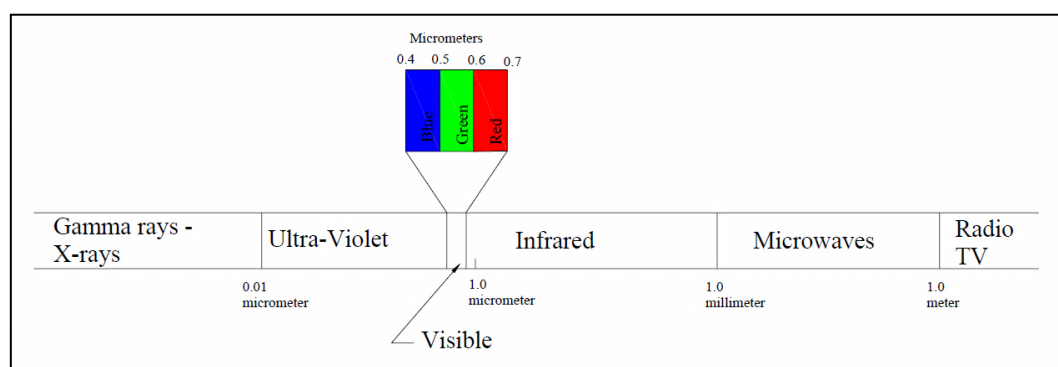 Micrometers
0.4 0.5 0.6 0.7
Blue
Green
Red
Gamma rays -
X-rays
Ultra-Violet
Infrared
Microwaves
Radio
TV
0.01
micrometer
1.0
micrometer
1.0
millimeter
1.0
meter
Visible